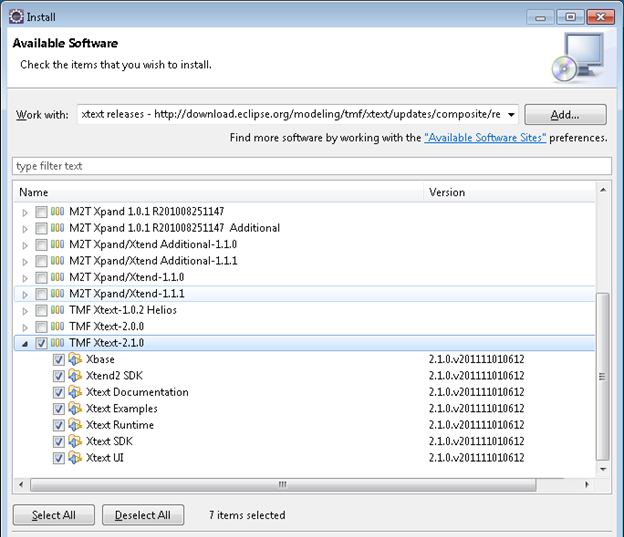 Install
Available Software
Check the items that you wish to install.
Work with: xtext releases - http://download.eclipse.org/modeling/tmf/xtext/updates/composite/re Add...
Find more software by working with the "Available Software Sites" preferences.
type filter text
Name Version
M2T Xpand 1.0.1 R201008251147
M2T Xpand 1.0.1 R201008251147 Additional
M2T Xpand/Xtend Additional-1.1.0
M2T Xpand/Xtend Additional-1.1.1
M2T Xpand/Xtend-1.1.0
M2T Xpand/Xtend-1.1.1
TMF Xtext-1.0.2 Helios
TMF Xtext-2.0.0
TMF Xtext-2.1.0
Xbase 2.1.0.v201111010612
Xtend2 SDK 2.1.0.v201111010612
Xtext Documentation 2.1.0.v201111010612
Xtext Examples 2.1.0.v201111010612
Xtext Runtime 2.1.0.v201111010612
Xtext SDK 2.1.0.v201111010612
Xtext UI 2.1.0.v201111010612
Select All Deselect All 7 items selected